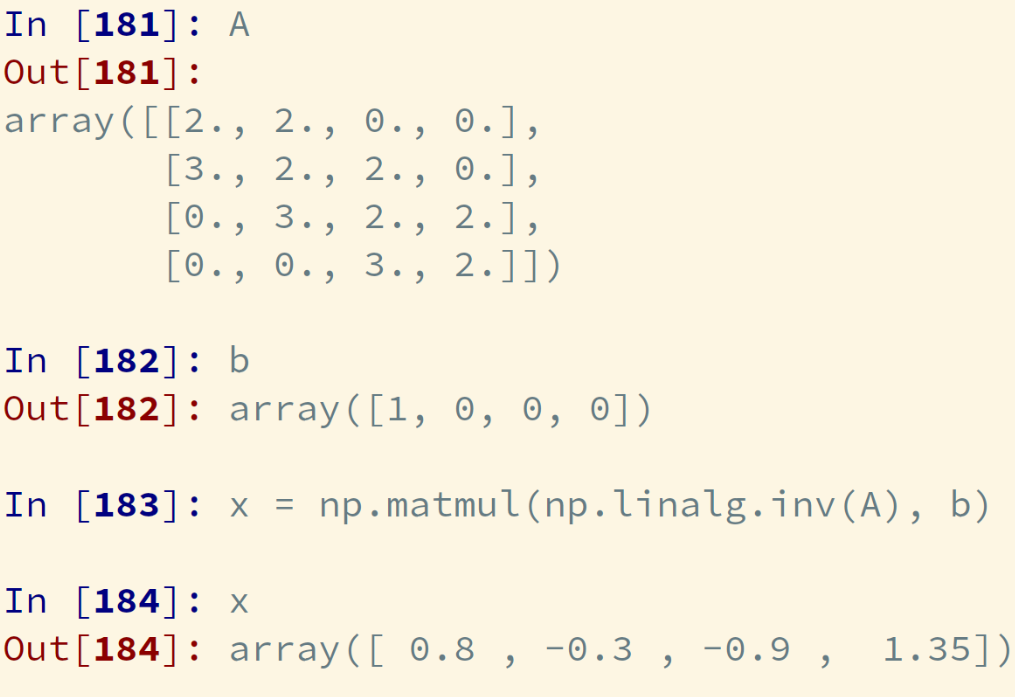 In [181]: A
Out[181]:
array([[2., 2., 0., 0.],
       [3., 2., 2., 0.],
       [0., 3., 2., 2.],
       [0., 0., 3., 2.]])
In [182]: b
Out[182]: array([1, 0, 0, 0])
In [183]: x = np.matmul(np.linalg.inv(A), b)
In [184]: x
Out[184]: array([ 0.8 , -0.3 , -0.9 ,  1.35])